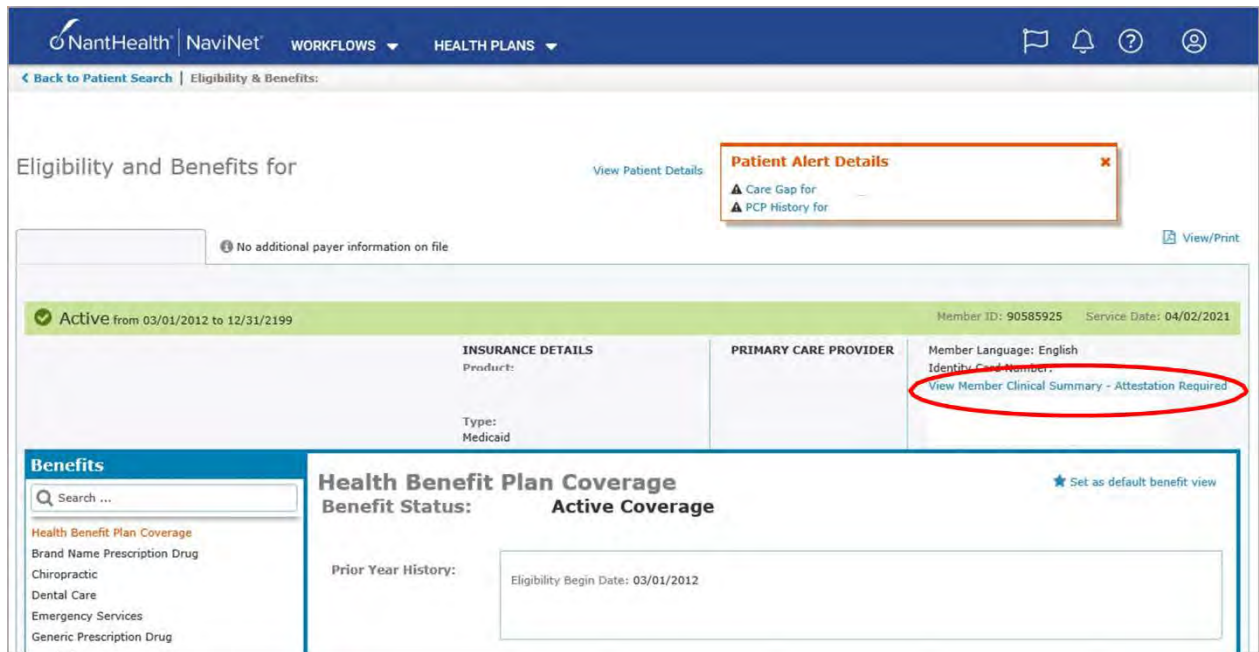 NantHealth® NaviNet® WORKFLOWS HEALTH PLANS
Back to Patient Search | Eligibility & Benefits:
Eligibility and Benefits for
View Patient Details
Patient Alert Details
Care Gap for
PCP History for
No additional payer information on file
View/Print
Active from 03/01/2012 to 12/31/2199
Member ID: 90585925 Service Date: 04/02/2021
INSURANCE DETAILS
Product:
Type:
Medicaid
PRIMARY CARE PROVIDER
Member Language: English
Identity Card Number:
View Member Clinical Summary - Attestation Required
Benefits
Search ...
Health Benefit Plan Coverage
Brand Name Prescription Drug
Chiropractic
Dental Care
Emergency Services
Generic Prescription Drug
Health Benefit Plan Coverage
Set as default benefit view
Benefit Status: Active Coverage
Prior Year History:
Eligibility Begin Date: 03/01/2012